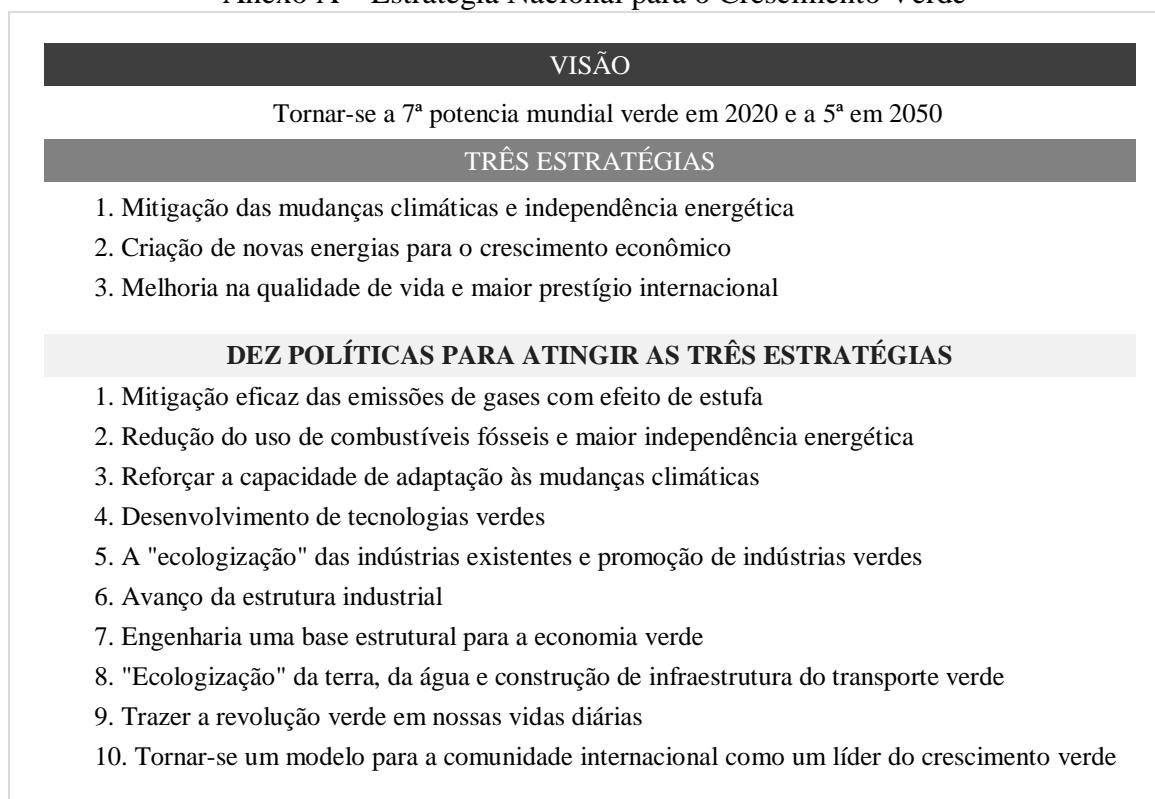 Anexo A – Estratégia Nacional para o Crescimento Verde
VISÃO
Tornar-se a 7ª potencia mundial verde em 2020 e a 5ª em 2050
TRÊS ESTRATÉGIAS
1. Mitigação das mudanças climáticas e independência energética
2. Criação de novas energias para o crescimento econômico
3. Melhoria na qualidade de vida e maior prestígio internacional
DEZ POLÍTICAS PARA ATINGIR AS TRÊS ESTRATÉGIAS
1. Mitigação eficaz das emissões de gases com efeito de estufa
2. Redução do uso de combustíveis fósseis e maior independência energética
3. Reforçar a capacidade de adaptação às mudanças climáticas
4. Desenvolvimento de tecnologias verdes
5. A "ecologização" das indústrias existentes e promoção de indústrias verdes
6. Avanço da estrutura industrial
7. Engenharia uma base estrutural para a economia verde
8. "Ecologização" da terra, da água e construção de infraestrutura do transporte verde
9. Trazer a revolução verde em nossas vidas diárias
10. Tornar-se um modelo para a comunidade internacional como um líder do crescimento verde